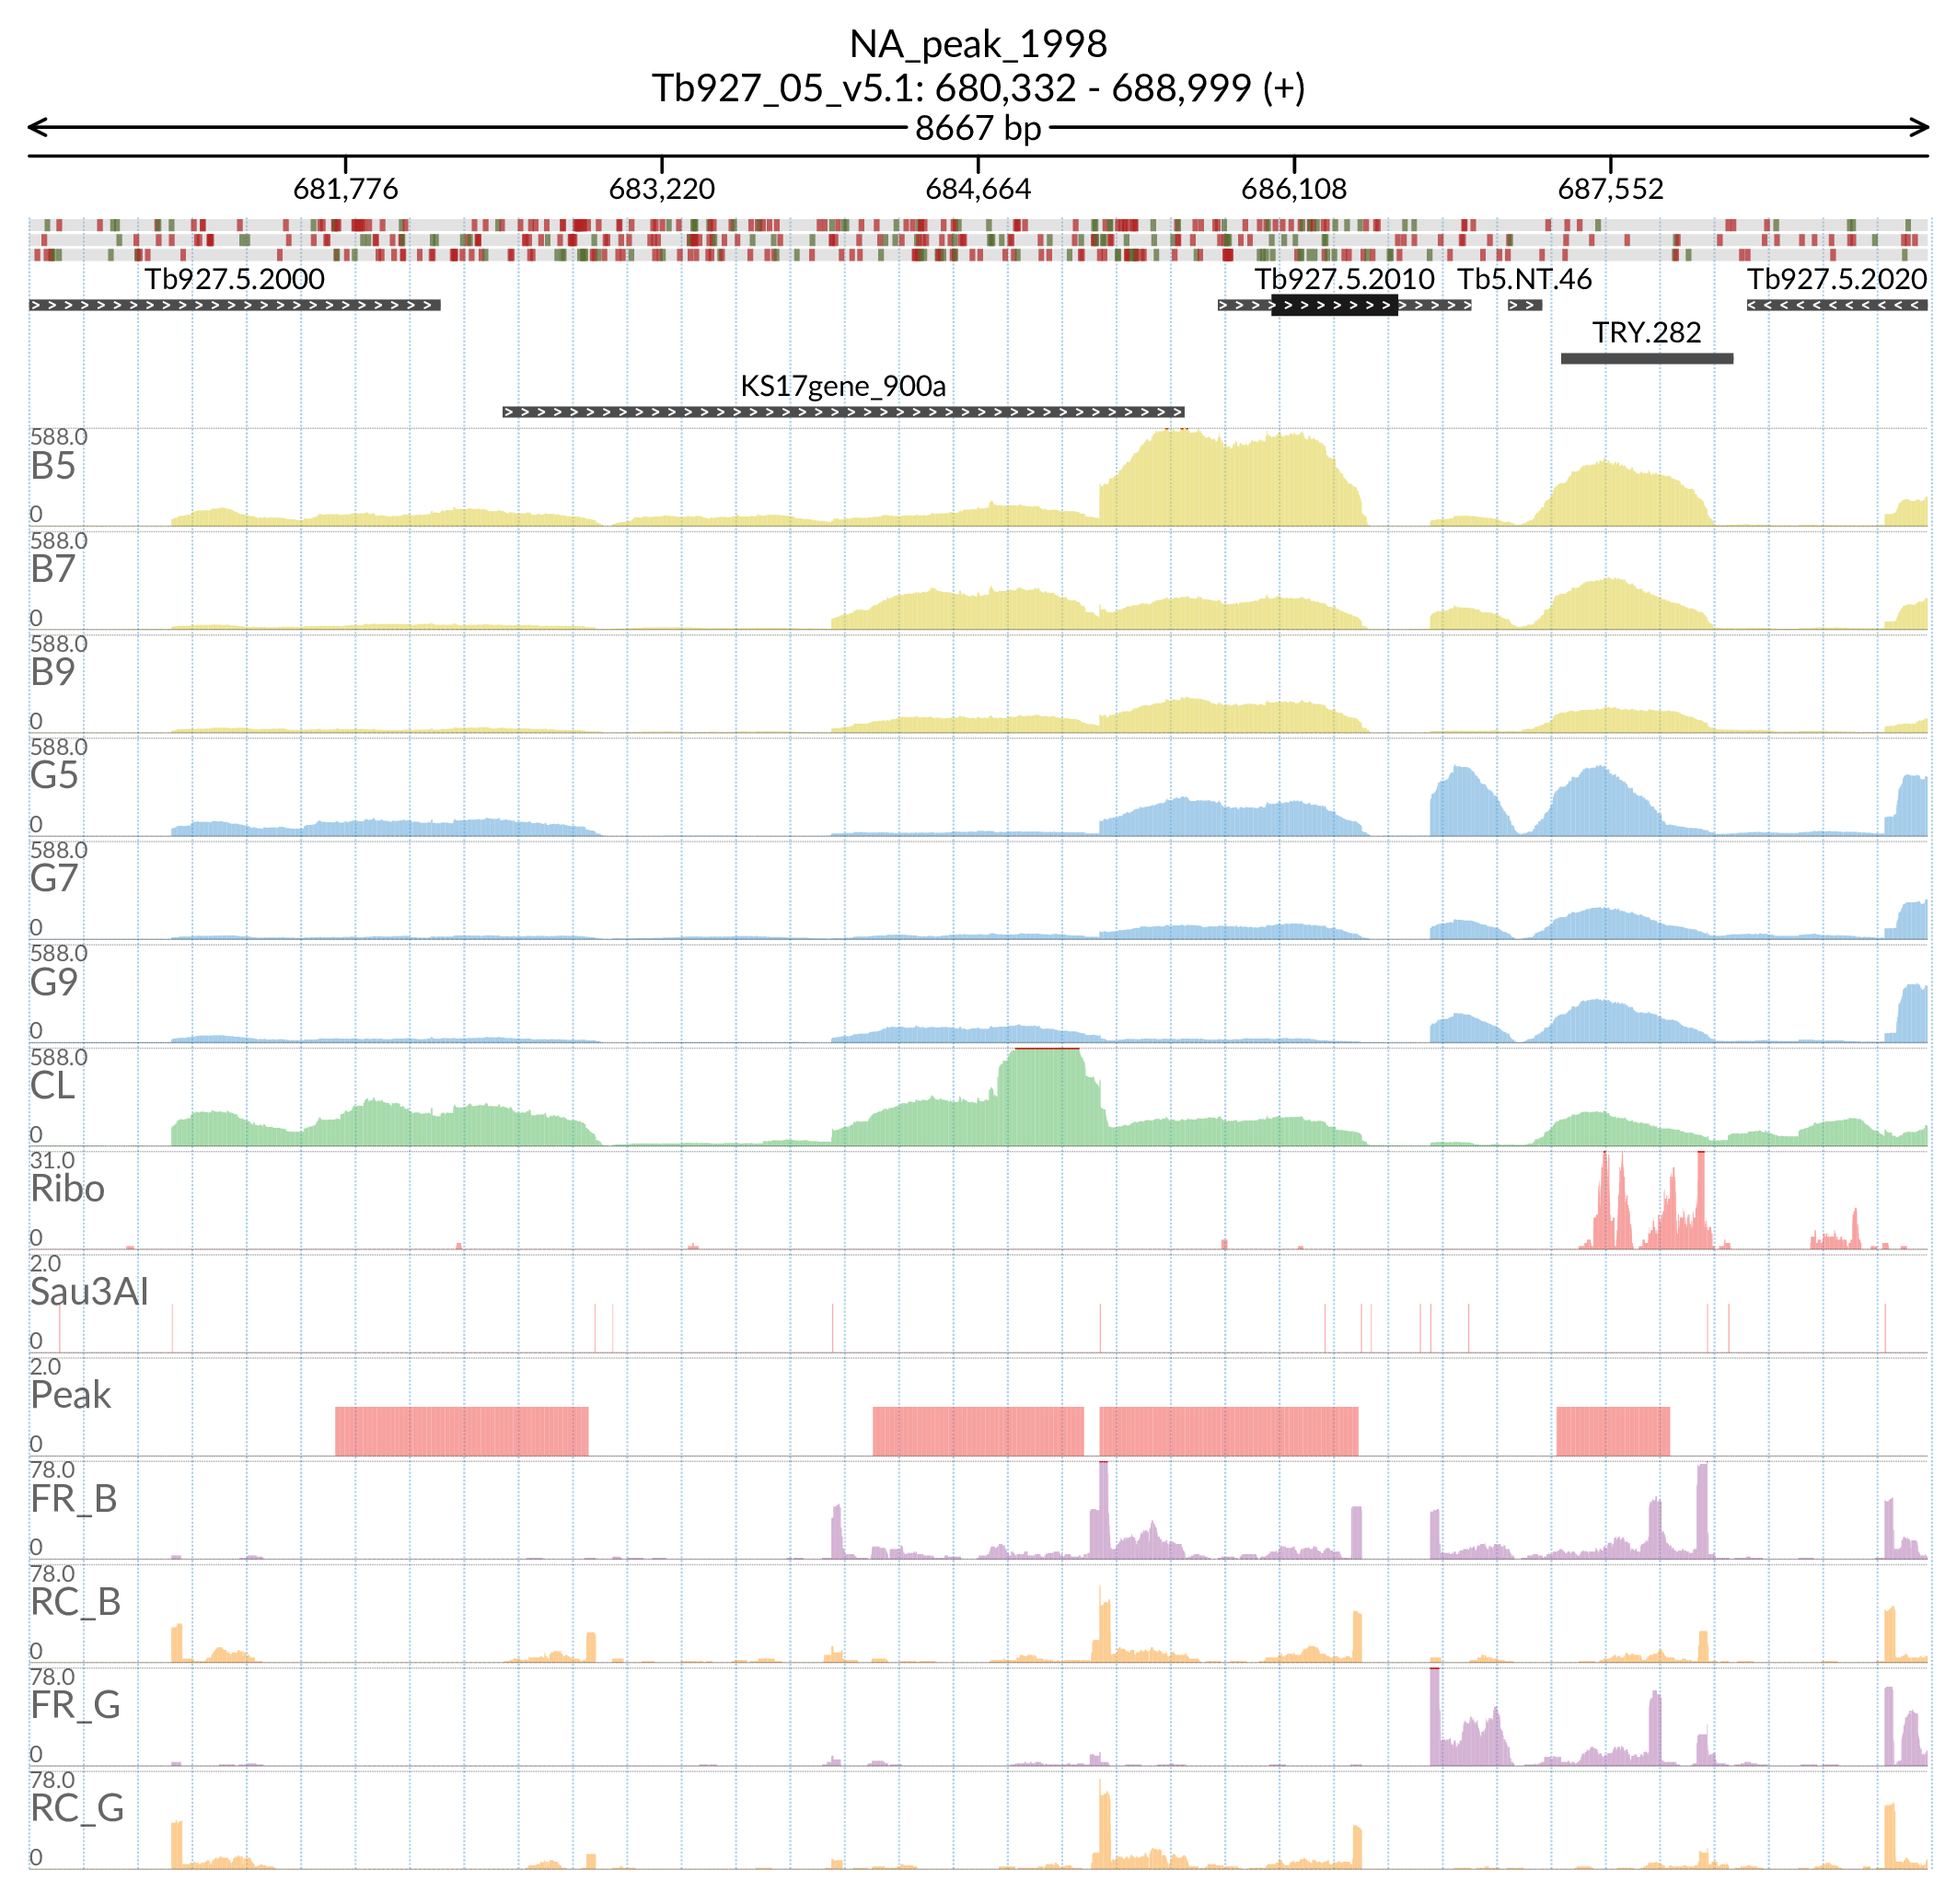 NA_peak_1998
Tb927_05_v5.1: 680,332 - 688,999 (+)
8667 bp
681,776 683,220 684,664 686,108 687,552
Tb927.5.2000 Tb927.5.2010 Tb5.NT.46 Tb927.5.2020
TRY.282
KS17gene_900a
588.0
B5
0
588.0
B7
0
588.0
B9
0
588.0
G5
0
588.0
G7
0
588.0
G9
0
588.0
CL
0
31.0
Ribo
0
2.0
Sau3AI
0
2.0
Peak
0
78.0
FR_B
0
78.0
RC_B
0
78.0
FR_G
0
78.0
RC_G
0